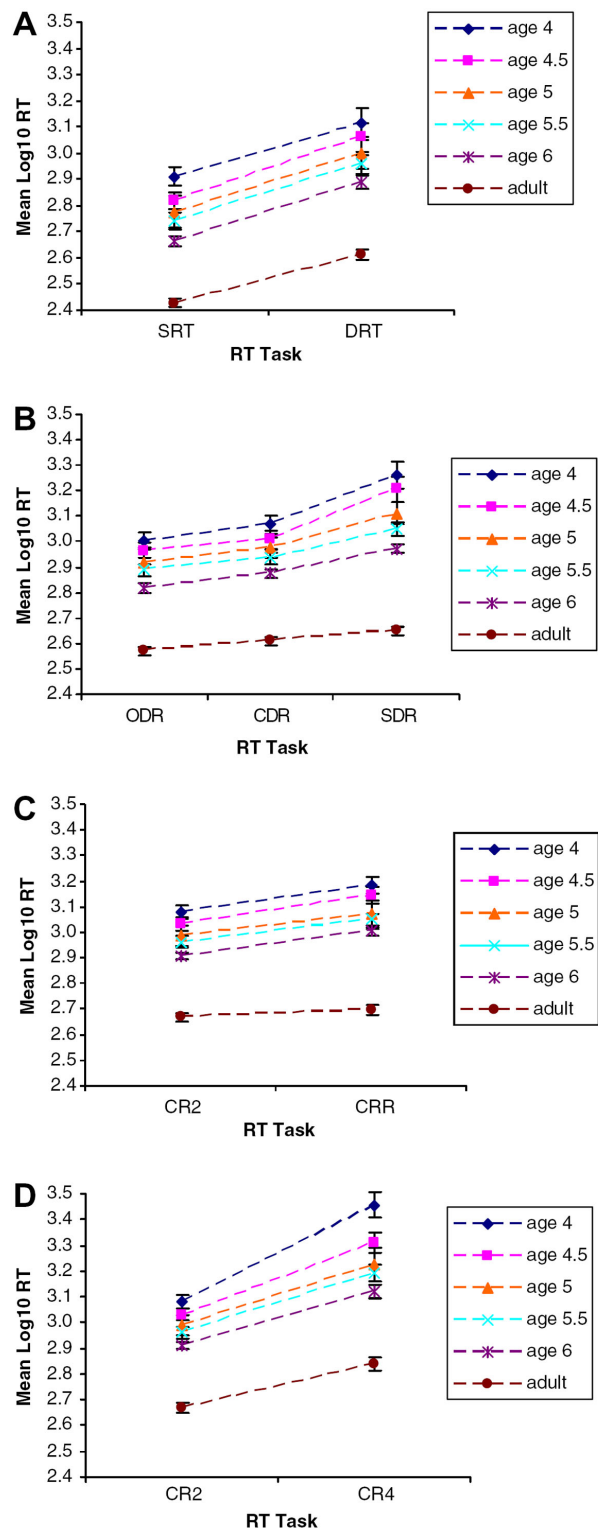 A
3.5
3.4
3.3
3.2
3.1
3.0
2.9
2.8
2.7
2.6
2.5
2.4
Mean Log10 RT
SRT DRT
RT Task
age 4
age 4.5
age 5
age 5.5
age 6
adult
B
3.5
3.4
3.3
3.2
3.1
3.0
2.9
2.8
2.7
2.6
2.5
2.4
Mean Log10 RT
ODR CDR SDR
RT Task
age 4
age 4.5
age 5
age 5.5
age 6
adult
C
3.5
3.4
3.3
3.2
3.1
3.0
2.9
2.8
2.7
2.6
2.5
2.4
Mean Log10 RT
CR2 CRR
RT Task
age 4
age 4.5
age 5
age 5.5
age 6
adult
D
3.5
3.4
3.3
3.2
3.1
3.0
2.9
2.8
2.7
2.6
2.5
2.4
Mean Log10 RT
CR2 CR4
RT Task
age 4
age 4.5
age 5
age 5.5
age 6
adult